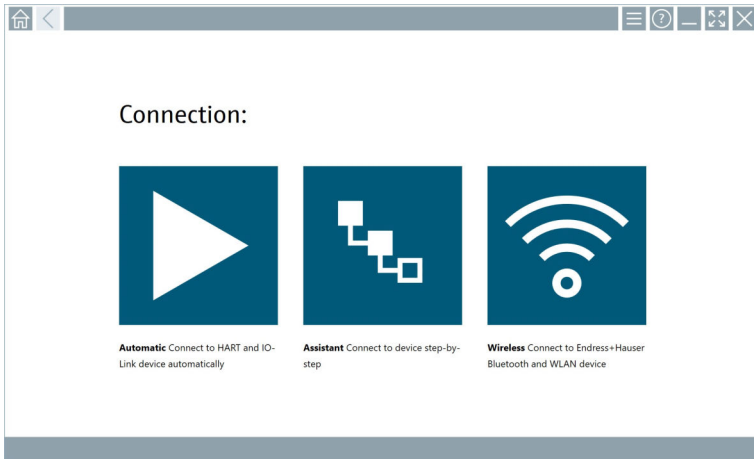 ?
Connection:
Automatic Connect to HART and IO-
Link device automatically
Assistant Connect to device step-by-
step
Wireless Connect to Endress+Hauser
Bluetooth and WLAN device